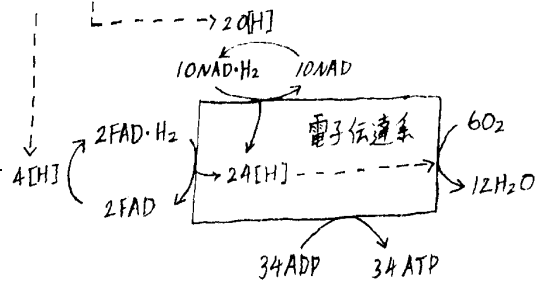 20[H]
10NAD·H₂ 10NAD
2FAD·H₂ 電子伝達系 6O₂
4[H] 24[H]
2FAD 12H₂O
34ADP 34ATP